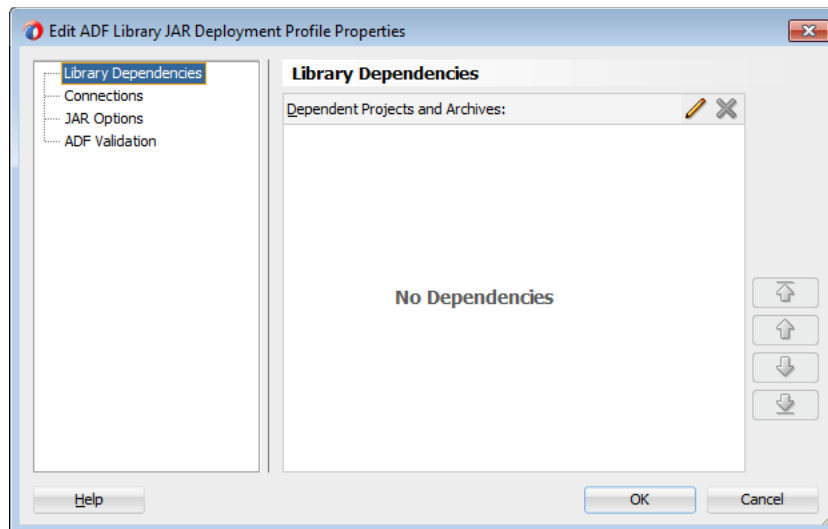 Edit ADF Library JAR Deployment Profile Properties
Library Dependencies
Connections
JAR Options
ADF Validation
Library Dependencies
Dependent Projects and Archives:
No Dependencies
Help
OK
Cancel